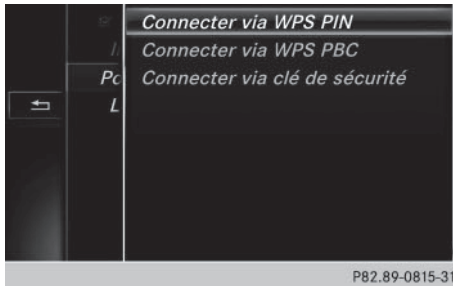 Connecter via WPS PIN
Connecter via WPS PBC
Connecter via clé de sécurité
P82.89-0815-31